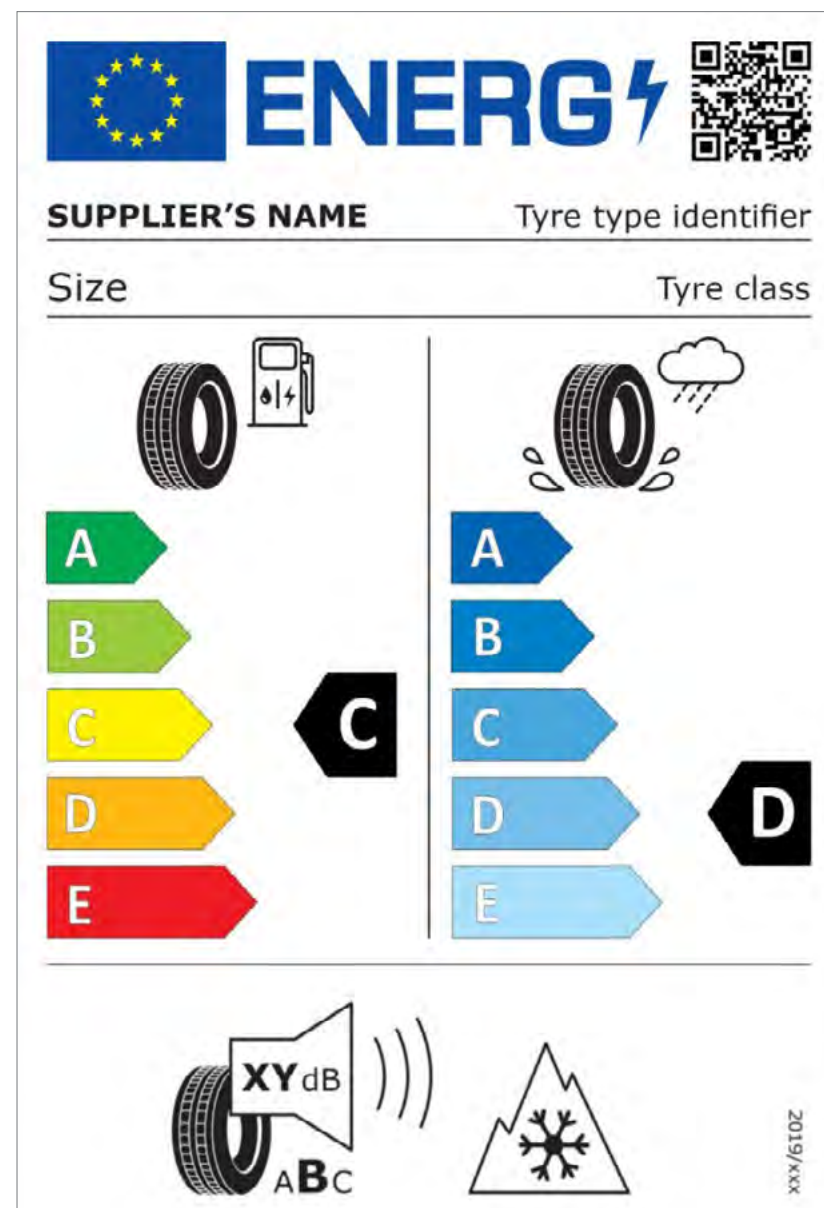 ENERG
SUPPLIER'S NAME Tyre type identifier
Size Tyre class
A
B
C
D
E
C
A
B
C
D
E
D
XYdB
ABC
2019/xxx